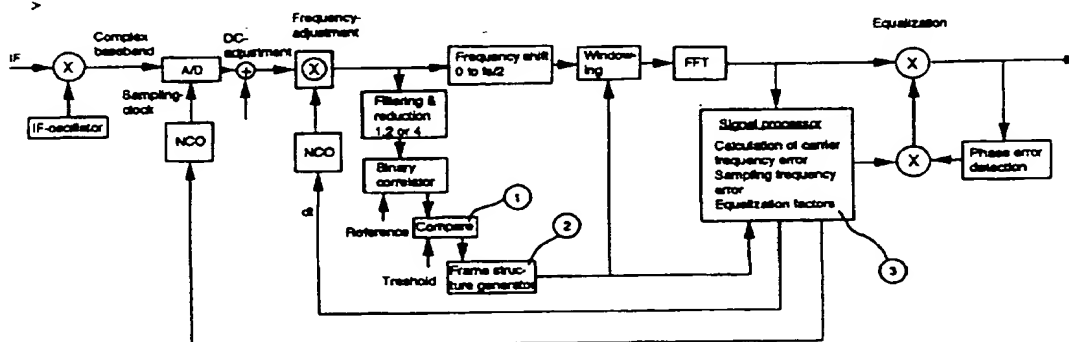 IF
X
IF-oscillator
Complex
baseband
A/D
Sampling-
clock
NCO
DC-
adjustment
+
Frequency-
adjustment
X
NCO
df
Filtering &
reduction
1,2 or 4
Binary
correlator
Reference
Compare
1
Treshold
2
Frame struc-
ture generator
Frequency shift
0 to fs/2
Window-
ing
FFT
Signal processor
Calculation of carrier
frequency error
Sampling frequency
error
Equalization factors
3
Equalization
X
X
Phase error
detection